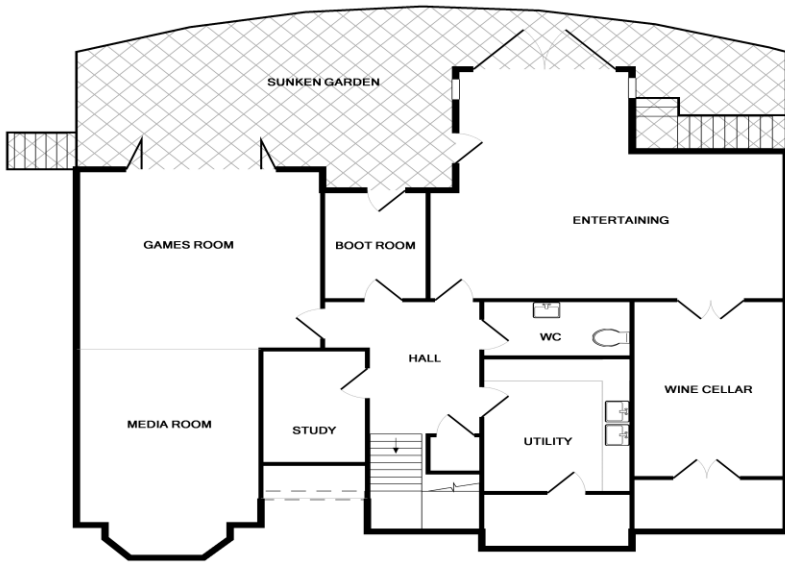 SUNKEN GARDEN
ENTERTAINING
GAMES ROOM
BOOT ROOM
WC
HALL
WINE CELLAR
MEDIA ROOM
STUDY
UTILITY